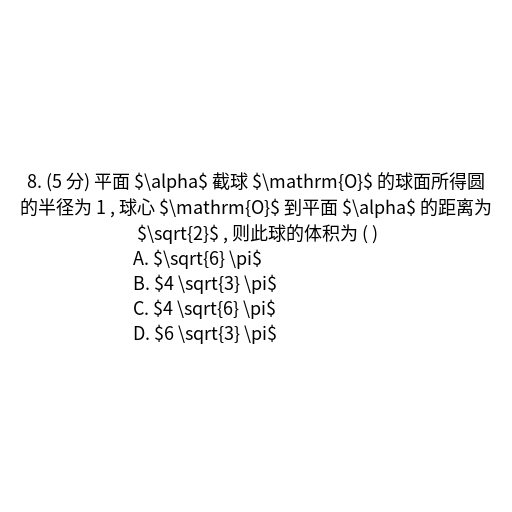 8. (5 分) 平面 $\alpha$ 截球 $\mathrm{O}$ 的球面所得圆
的半径为 1 , 球心 $\mathrm{O}$ 到平面 $\alpha$ 的距离为
$\sqrt{2}$ , 则此球的体积为 ( )
A. $\sqrt{6} \pi$
B. $4 \sqrt{3} \pi$
C. $4 \sqrt{6} \pi$
D. $6 \sqrt{3} \pi$